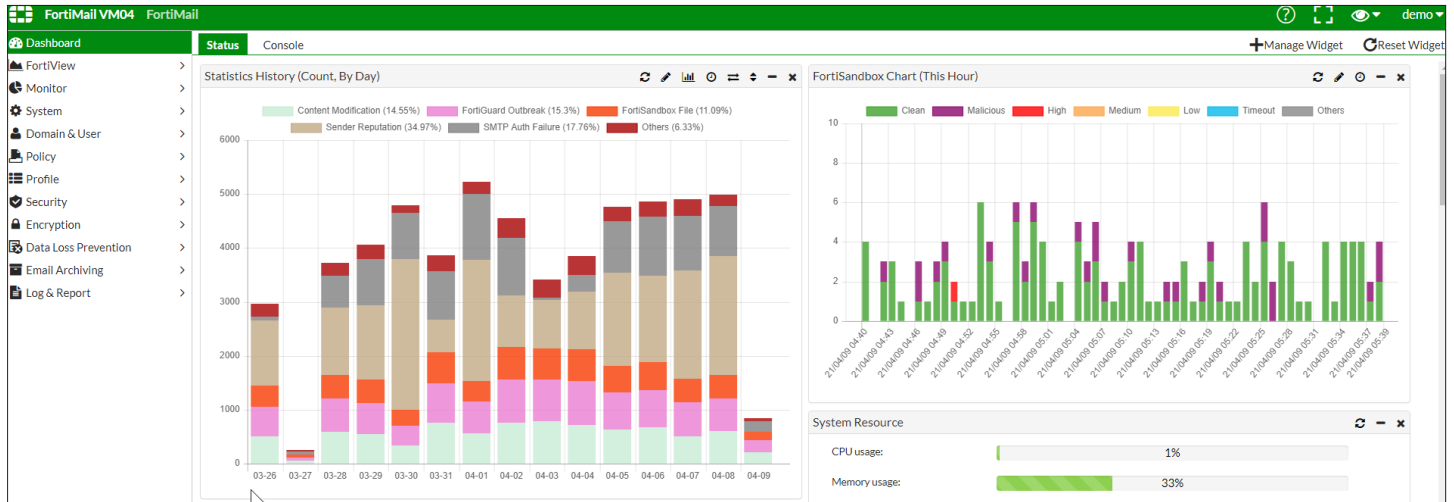 FortiMail VM04 FortiMail
demo
Dashboard
FortiView
Monitor
System
Domain & User
Policy
Profile
Security
Encryption
Data Loss Prevention
Email Archiving
Log & Report
Status Console
Manage Widget Reset Widget
Statistics History (Count, By Day)
Content Modification (14.55%) FortiGuard Outbreak (15.3%) FortiSandbox File (11.09%)
Sender Reputation (34.97%) SMTP Auth Failure (17.76%) Others (6.33%)
6000
5000
4000
3000
2000
1000
0
03-26 03-27 03-28 03-29 03-30 03-31 04-01 04-02 04-03 04-04 04-05 04-06 04-07 04-08 04-09
FortiSandbox Chart (This Hour)
Clean Malicious High Medium Low Timeout Others
10
8
6
4
2
0
21/04/09 04:40 21/04/09 04:43 21/04/09 04:46 21/04/09 04:49 21/04/09 04:52 21/04/09 04:55 21/04/09 04:58 21/04/09 05:01 21/04/09 05:04 21/04/09 05:07 21/04/09 05:10 21/04/09 05:13 21/04/09 05:16 21/04/09 05:19 21/04/09 05:22 21/04/09 05:25 21/04/09 05:28 21/04/09 05:31 21/04/09 05:34 21/04/09 05:37 21/04/09 05:39
System Resource
CPU usage: 1%
Memory usage: 33%